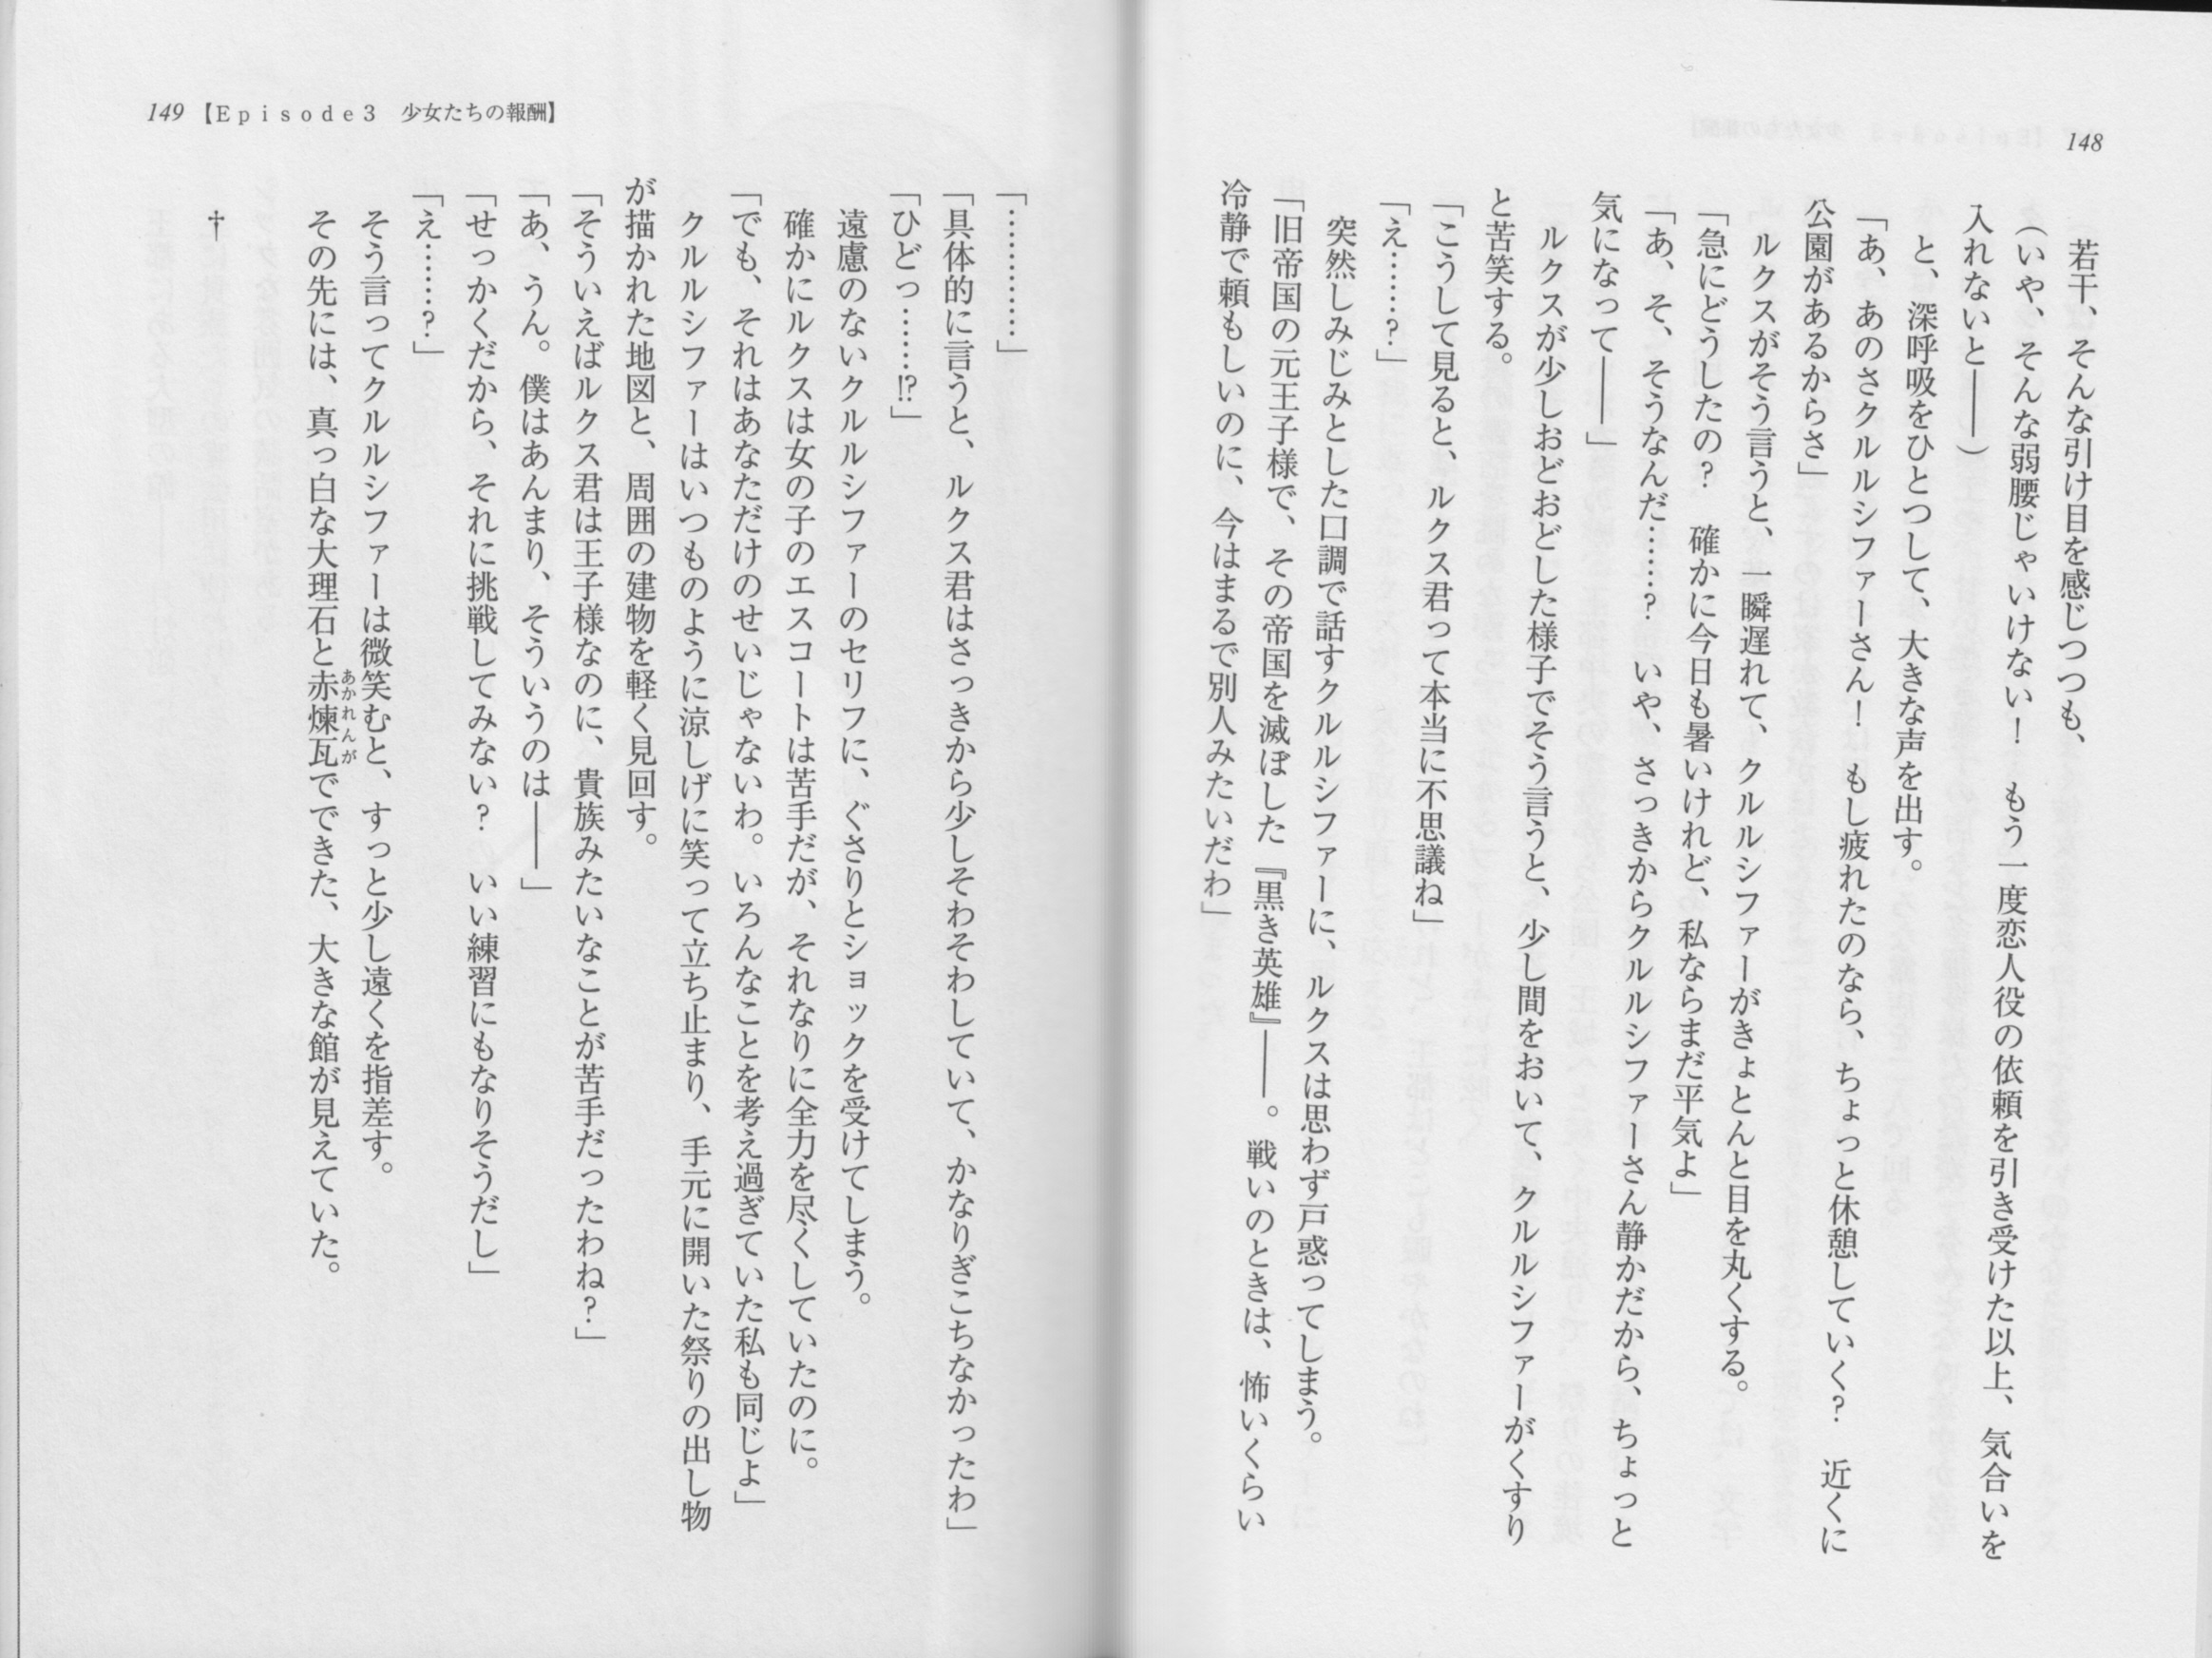 148
　若干、そんな引け目を感じつつも、
（いや、そんな弱腰じゃいけない！　もう一度恋人役の依頼を引き受けた以上、気合いを
入れないと――）
　と、深呼吸をひとつして、大きな声を出す。
「あ、あのさクルルシファーさん！　もし疲れたのなら、ちょっと休憩していく？　近くに
公園があるからさ」
　ルクスがそう言うと、一瞬遅れて、クルルシファーがきょとんと目を丸くする。
「急にどうしたの？　確かに今日も暑いけれど、私ならまだ平気よ」
「あ、そ、そうなんだ……？　いや、さっきからクルルシファーさん静かだから、ちょっと
気になって――」
　ルクスが少しおどおどした様子でそう言うと、少し間をおいて、クルルシファーがくすり
と苦笑する。
「こうして見ると、ルクス君って本当に不思議ね」
「え……？」
　突然しみじみとした口調で話すクルルシファーに、ルクスは思わず戸惑ってしまう。
「旧帝国の元王子様で、その帝国を滅ぼした『黒き英雄』――。戦いのときは、怖いくらい
冷静で頼もしいのに、今はまるで別人みたいだわ」
149【Episode3　少女たちの報酬】
「…………」
「具体的に言うと、ルクス君はさっきから少しそわそわしていて、かなりぎこちなかったわ」
「ひどっ……!?」
　遠慮のないクルルシファーのセリフに、ぐさりとショックを受けてしまう。
　確かにルクスは女の子のエスコートは苦手だが、それなりに全力を尽くしていたのに。
「でも、それはあなただけのせいじゃないわ。いろんなことを考え過ぎていた私も同じよ」
　クルルシファーはいつものように涼しげに笑って立ち止まり、手元に開いた祭りの出し物
が描かれた地図と、周囲の建物を軽く見回す。
「そういえばルクス君は王子様なのに、貴族みたいなことが苦手だったわね？」
「あ、うん。僕はあんまり、そういうのは――」
「せっかくだから、それに挑戦してみない？　いい練習にもなりそうだし」
「え……？」
　そう言ってクルルシファーは微笑むと、すっと少し遠くを指差す。
　その先には、真っ白な大理石と赤煉瓦でできた、大きな館が見えていた。
あかれんが
†